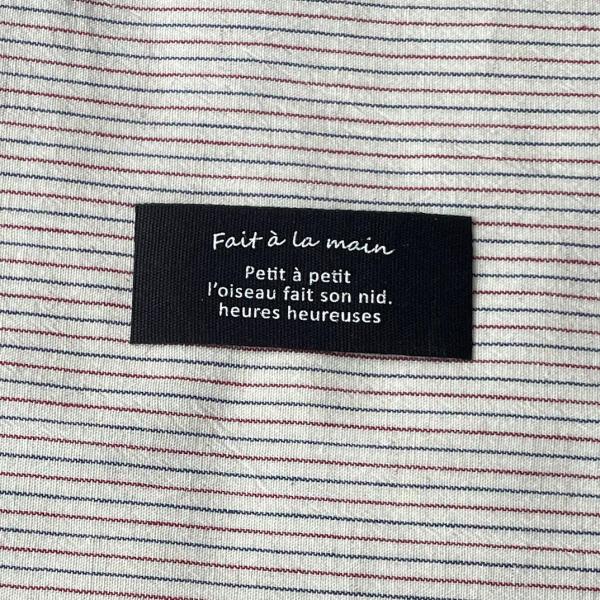 Fait à la main
Petit à petit
l'oiseau fait son nid.
heures heureuses